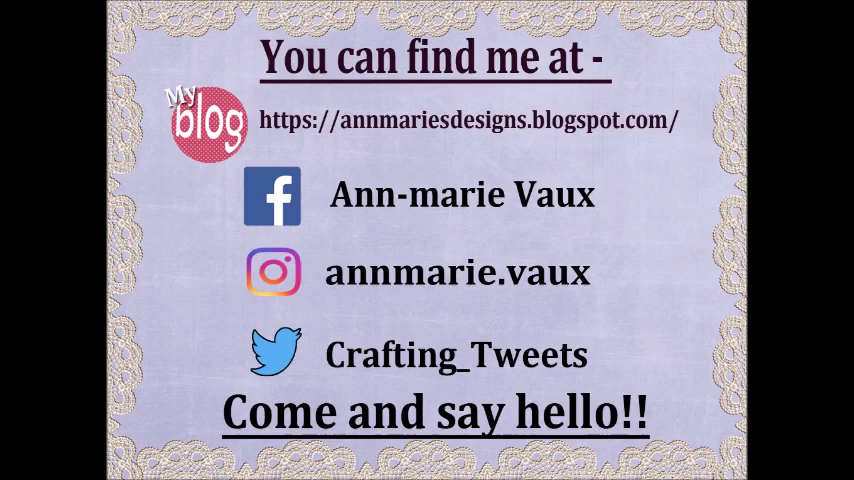 You can find me at -
My
blog
https://annmariesdesigns.blogspot.com/
f
Ann-marie Vaux
annmarie.vaux
Crafting_Tweets
Come and say hello!!